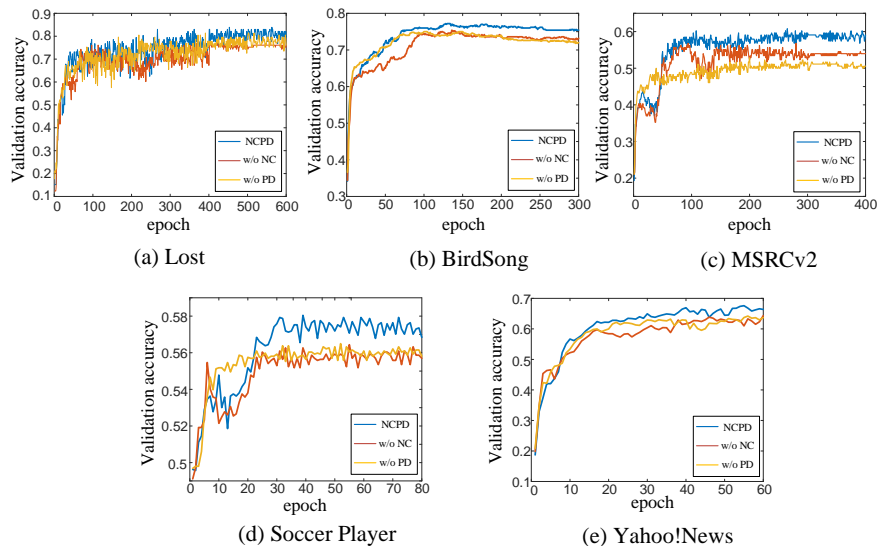 0.9
0.8
0.7
0.6
0.5
0.4
0.3
0.2
0.1
Validation accuracy
NCPD
w/o NC
w/o PD
0 100 200 300 400 500 600
epoch
(a) Lost
0.8
0.7
0.6
0.5
0.4
0.3
Validation accuracy
NCPD
w/o NC
w/o PD
0 50 100 150 200 250 300
epoch
(b) BirdSong
0.6
0.5
0.4
0.3
0.2
Validation accuracy
NCPD
w/o NC
w/o PD
0 100 200 300 400
epoch
(c) MSRCv2
0.58
0.56
0.54
0.52
0.5
Validation accuracy
NCPD
w/o NC
w/o PD
0 10 20 30 40 50 60 70 80
epoch
(d) Soccer Player
0.7
0.6
0.5
0.4
0.3
0.2
0.1
Validation accuracy
NCPD
w/o NC
w/o PD
0 10 20 30 40 50 60
epoch
(e) Yahoo!News